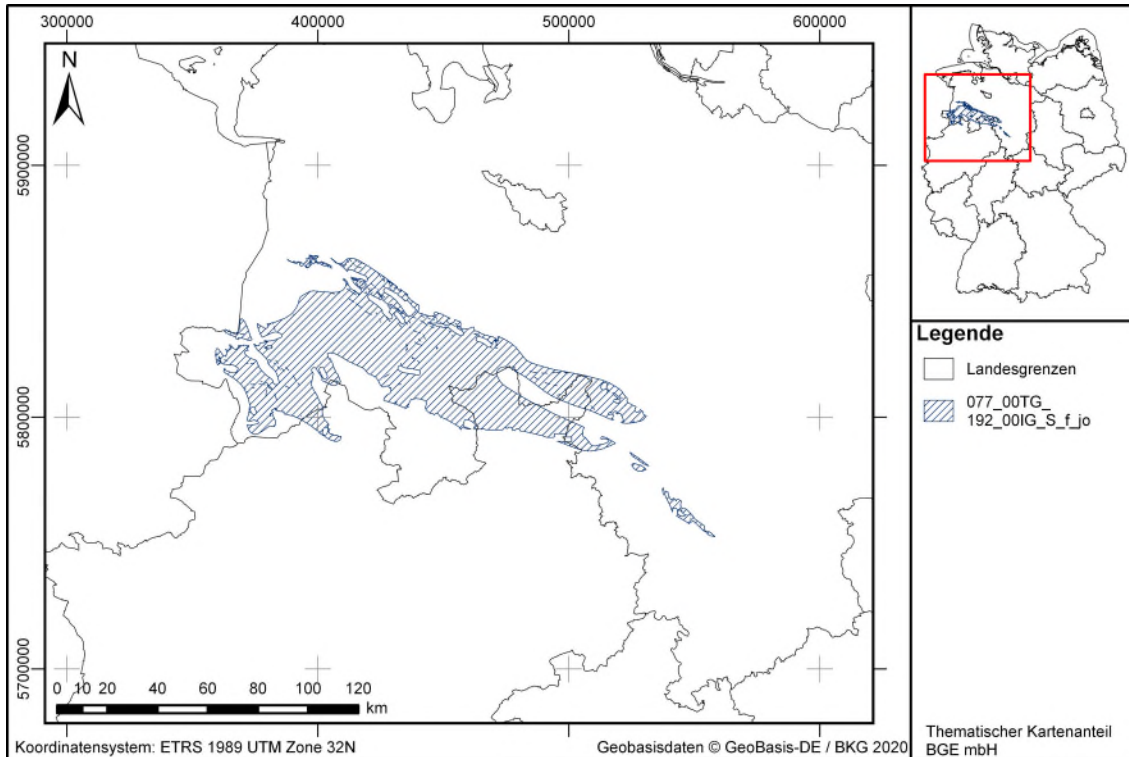 300000
400000
500000
600000
N
5900000
5800000
5700000
0 10 20 40 60 80 100 120
km
Koordinatensystem: ETRS 1989 UTM Zone 32N
Geobasisdaten © GeoBasis-DE / BKG 2020
Legende
Landesgrenzen
077_00TG_
192_00IG_S_f_jo
Thematischer Kartenanteil
BGE mbH